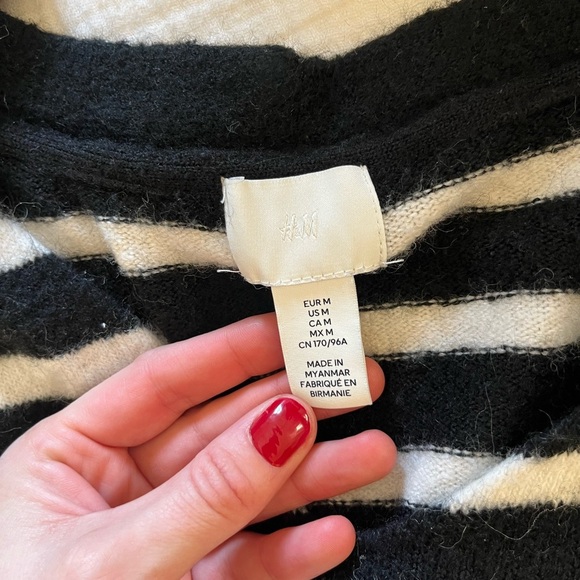 H&M
EUR M
US M
CA M
MX M
CN 170/96A
MADE IN
MYANMAR
FABRIQUÉ EN
BIRMANIE